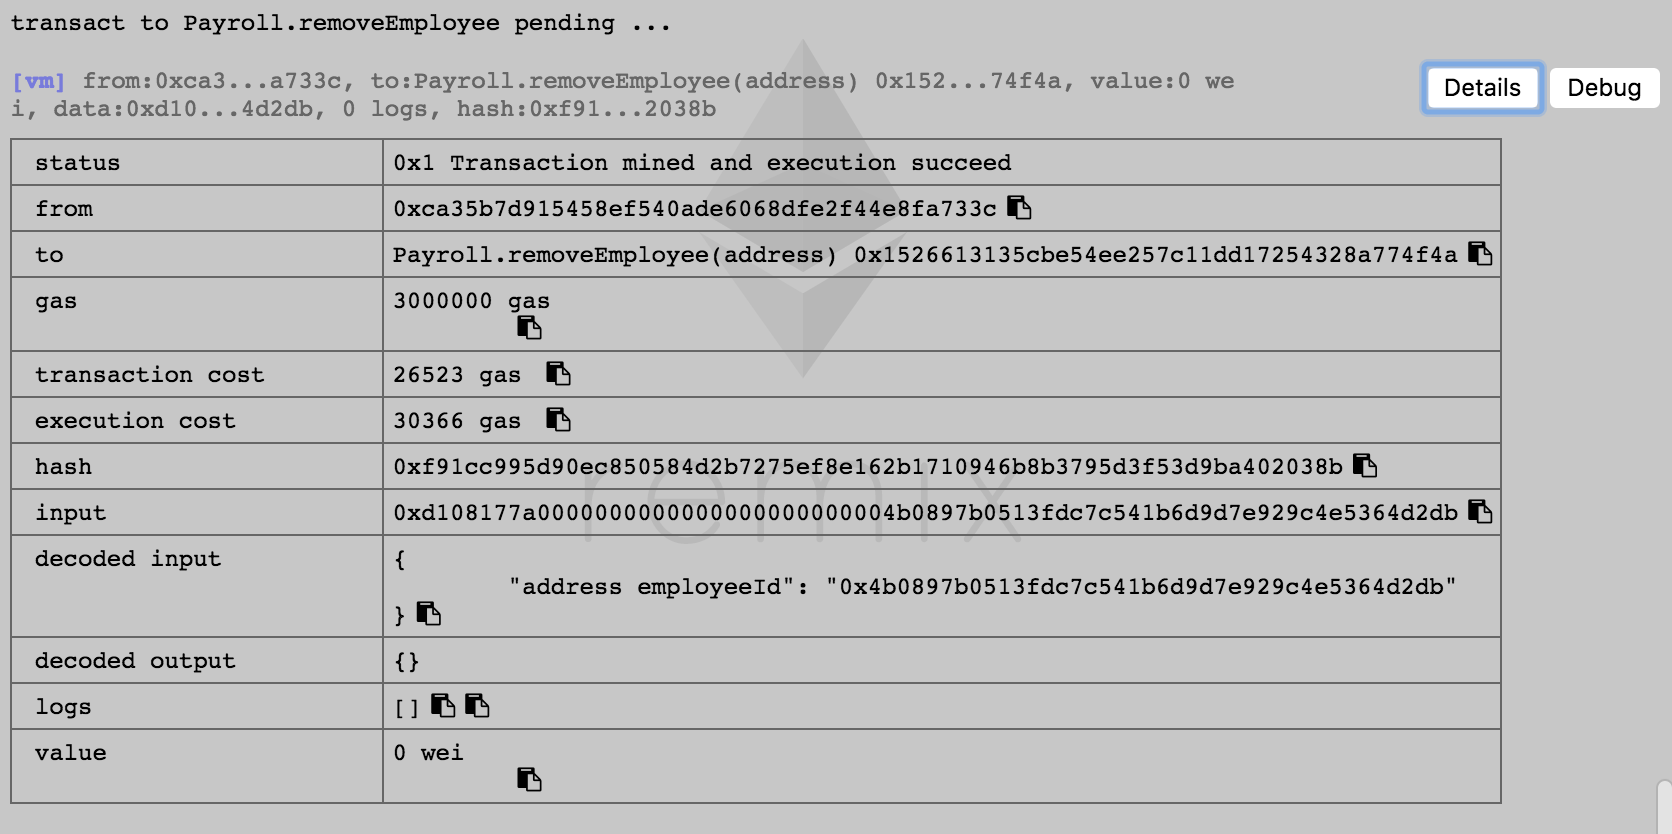 transact to Payroll.removeEmployee pending ...
[vm] from:0xca3...a733c, to:Payroll.removeEmployee(address) 0x152...74f4a, value:0 we
i, data:0xd10...4d2db, 0 logs, hash:0xf91...2038b
Details Debug
status 0x1 Transaction mined and execution succeed
from 0xca35b7d915458ef540ade6068dfe2f44e8fa733c
to Payroll.removeEmployee(address) 0x1526613135cbe54ee257c11dd17254328a774f4a
gas 3000000 gas
transaction cost 26523 gas
execution cost 30366 gas
hash 0xf91cc995d90ec850584d2b7275ef8e162b1710946b8b3795d3f53d9ba402038b
remix
input 0xd108177a0000000000000000000000004b0897b0513fdc7c541b6d9d7e929c4e5364d2db
decoded input {
"address employeeId": "0x4b0897b0513fdc7c541b6d9d7e929c4e5364d2db"
}
decoded output {}
logs []
value 0 wei